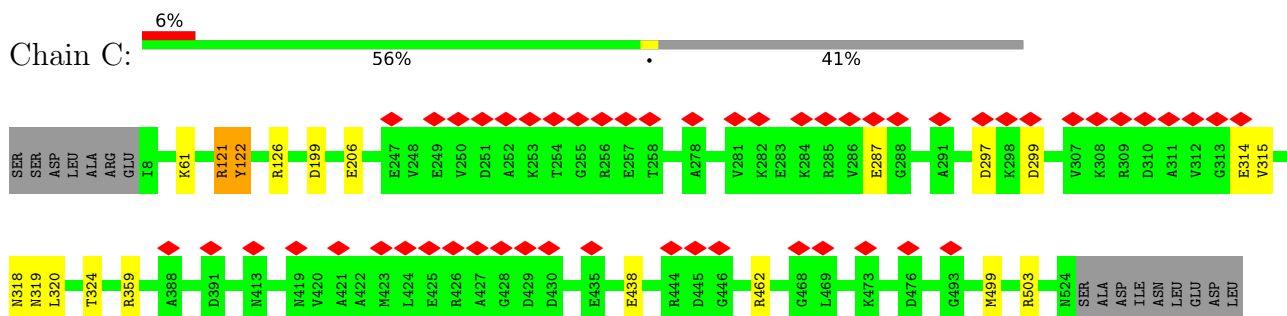 6%
Chain C:
56% • 41%
SER SER ASP LEU ALA ARG GLU I8 K61 R121 Y122 R126 D199 E206 E247 V248 E249 V250 D251 A252 K253 T254 G255 R256 E257 T258 A278 V281 K282 E283 K284 R285 V286 E287 G288 A291 D297 K298 D299 V307 K308 R309 D310 A311 V312 G313 E314 V315
N318 N319 L320 T324 R359 A388 D391 N413 N419 V420 A421 A422 M423 L424 E425 R426 A427 G428 D429 D430 E435 E438 R444 D445 G446 R462 G468 L469 K473 D476 G493 M499 R503 N524 SER ALA ASP ILE ASN LEU GLU ASP LEU